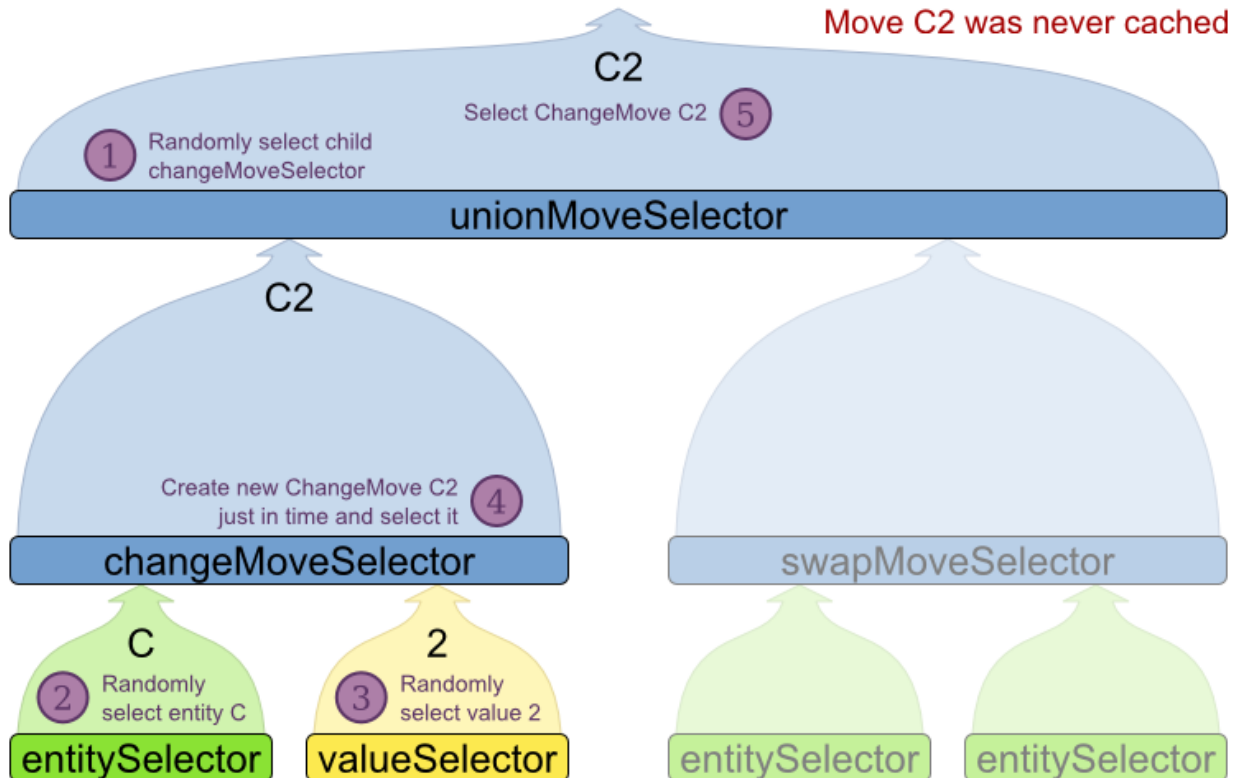 Move C2 was never cached
C2
Select ChangeMove C2 5
1 Randomly select child
changeMoveSelector
unionMoveSelector
C2
Create new ChangeMove C2
just in time and select it
4
changeMoveSelector
swapMoveSelector
C
2
2 Randomly
select entity C
3 Randomly
select value 2
entitySelector
valueSelector
entitySelector
entitySelector